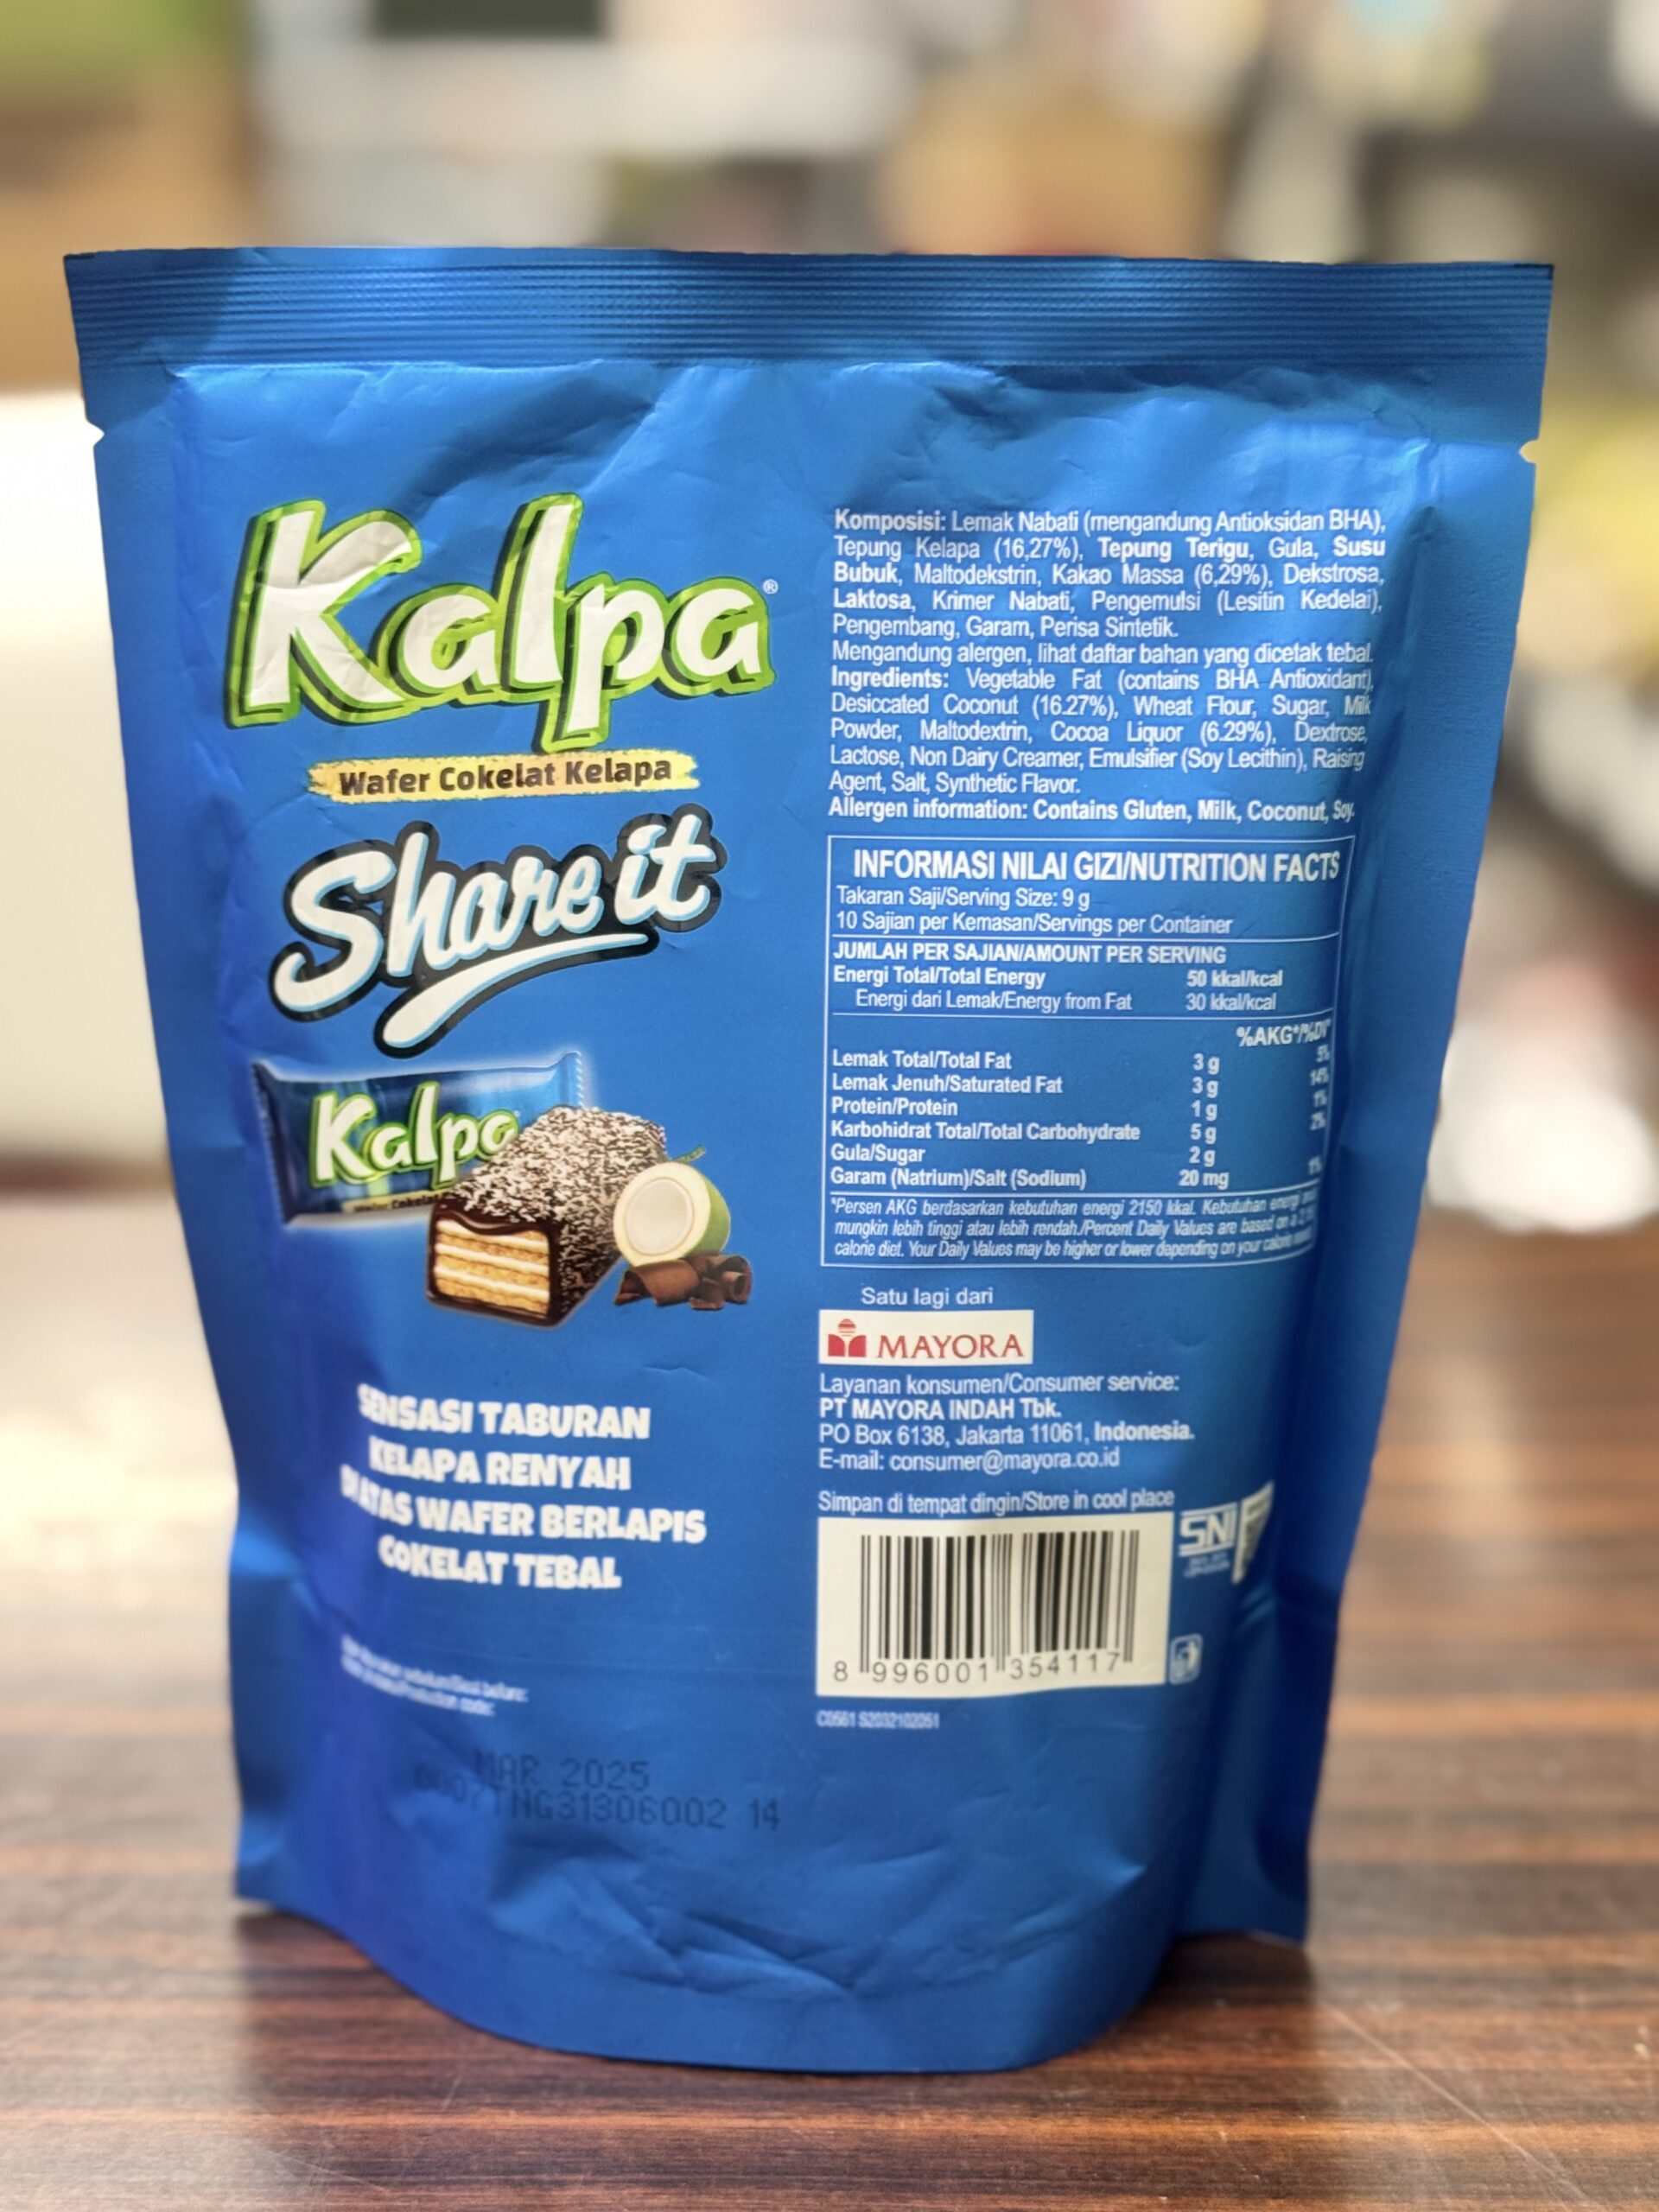 Kalpa®
Wafer Cokelat Kelapa
Share it
Kalpa
SENSASI TABURAN
KELAPA RENYAH
DI ATAS WAFER BERLAPIS
COKELAT TEBAL
MAR 2025
31306002 14
Komposisi: Lemak Nabati (mengandung Antioksidan BHA),
Tepung Kelapa (16,27%), Tepung Terigu, Gula, Susu
Bubuk, Maltodekstrin, Kakao Massa (6,29%), Dekstrosa,
Laktosa, Krimer Nabati, Pengemulsi (Lesitin Kedelai),
Pengembang, Garam, Perisa Sintetik.
Mengandung alergen, lihat daftar bahan yang dicetak tebal.
Ingredients: Vegetable Fat (contains BHA Antioxidant),
Desiccated Coconut (16.27%), Wheat Flour, Sugar, Milk
Powder, Maltodextrin, Cocoa Liquor (6.29%), Dextrose,
Lactose, Non Dairy Creamer, Emulsifier (Soy Lecithin), Raising
Agent, Salt, Synthetic Flavor.
Allergen information: Contains Gluten, Milk, Coconut, Soy.
INFORMASI NILAI GIZI/NUTRITION FACTS
Takaran Saji/Serving Size: 9 g
10 Sajian per Kemasan/Servings per Container
JUMLAH PER SAJIAN/AMOUNT PER SERVING
Energi Total/Total Energy 50 kkal/kcal
Energi dari Lemak/Energy from Fat 30 kkal/kcal
%AKG*/%DV*
Lemak Total/Total Fat 3 g 5%
Lemak Jenuh/Saturated Fat 3 g 14%
Protein/Protein 1 g 1%
Karbohidrat Total/Total Carbohydrate 5 g 2%
Gula/Sugar 2 g
Garam (Natrium)/Salt (Sodium) 20 mg 1%
*Persen AKG berdasarkan kebutuhan energi 2150 kkal. Kebutuhan energi
mungkin lebih tinggi atau lebih rendah./Percent Daily Values are based on a
calorie diet. Your Daily Values may be higher or lower depending on your calorie
Satu lagi dari
MAYORA
Layanan konsumen/Consumer service:
PT MAYORA INDAH Tbk.
PO Box 6138, Jakarta 11061, Indonesia.
E-mail: consumer@mayora.co.id
Simpan di tempat dingin/Store in cool place
SNI
8 996001 354117
C0561 S2032102051